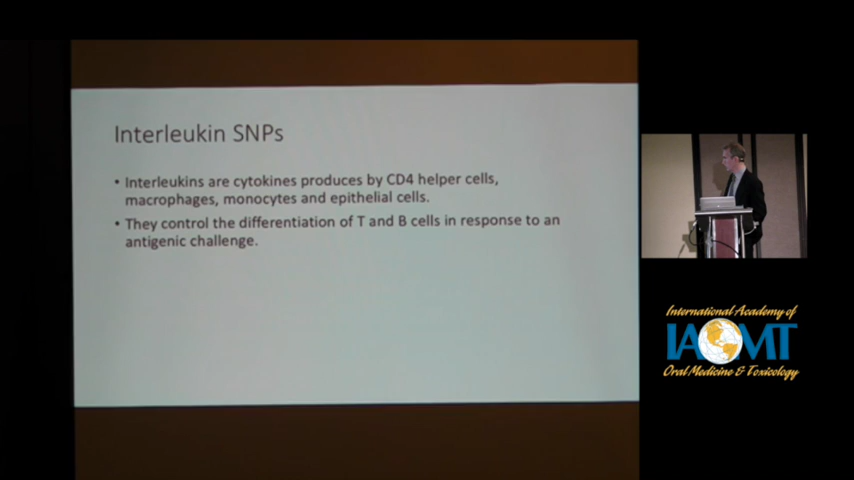 Interleukin SNPs
• Interleukins are cytokines produces by CD4 helper cells,
macrophages, monocytes and epithelial cells.
• They control the differentiation of T and B cells in response to an
antigenic challenge.
International Academy of
IAOMT
Oral Medicine & Toxicology